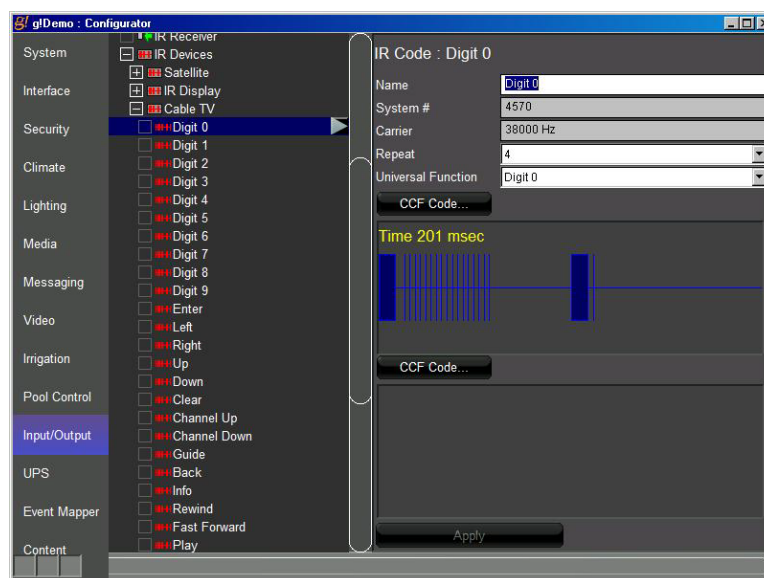 g! g!Demo : Configurator
System
Interface
Security
Climate
Lighting
Media
Messaging
Video
Irrigation
Pool Control
Input/Output
UPS
Event Mapper
Content
IR Receiver
IR Devices
Satellite
IR Display
Cable TV
Digit 0
Digit 1
Digit 2
Digit 3
Digit 4
Digit 5
Digit 6
Digit 7
Digit 8
Digit 9
Enter
Left
Right
Up
Down
Clear
Channel Up
Channel Down
Guide
Back
Info
Rewind
Fast Forward
Play
IR Code : Digit 0
Name Digit 0
System # 4570
Carrier 38000 Hz
Repeat 4
Universal Function Digit 0
CCF Code...
Time 201 msec
CCF Code...
Apply